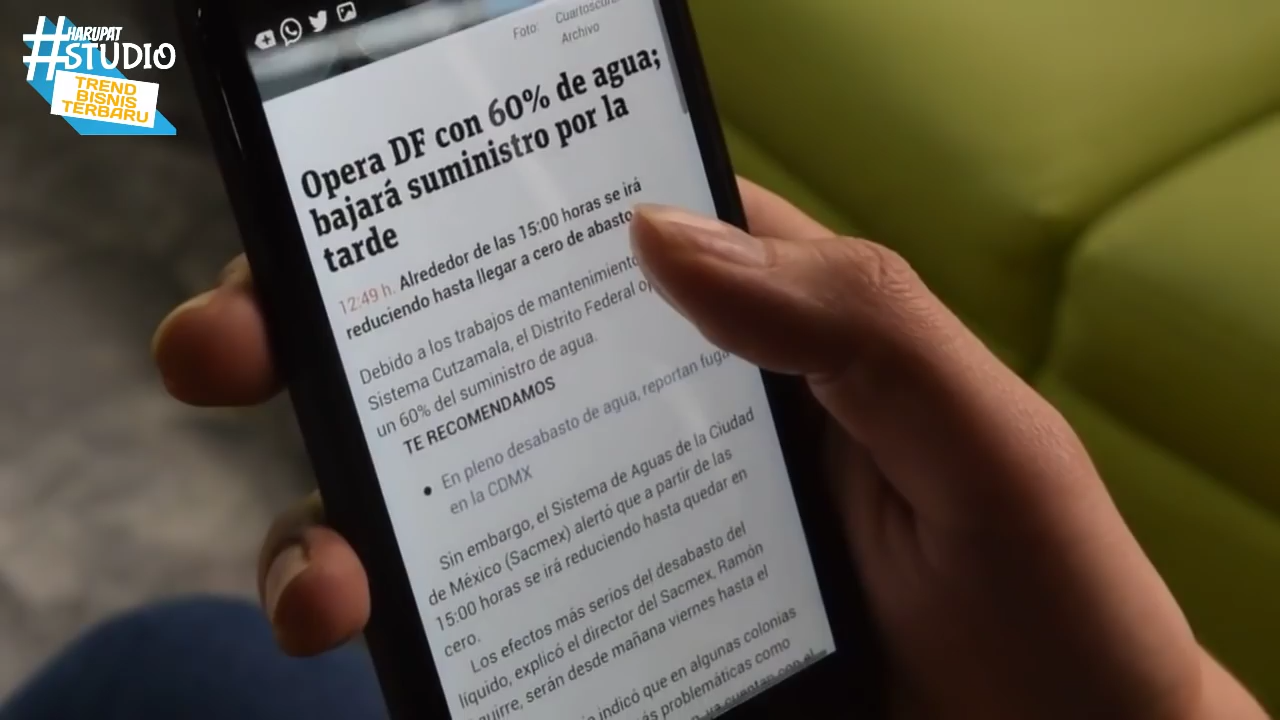 #HARUPAT
STUDIO
TREND
BISNIS
TERBARU
Foto: Cuartoscuro
Archivo
Opera DF con 60% de agua;
bajará suministro por la
tarde
12:49 h. Alrededor de las 15:00 horas se irá
reduciendo hasta llegar a cero de abasto
Debido a los trabajos de mantenimiento
Sistema Cutzamala, el Distrito Federal
un 60% del suministro de agua.
TE RECOMENDAMOS
• En pleno desabasto de agua, reportan fuga
en la CDMX
Sin embargo, el Sistema de Aguas de la Ciudad
de México (Sacmex) alertó que a partir de las
15:00 horas se irá reduciendo hasta quedar en
cero.
Los efectos más serios del desabasto del
líquido, explicó el director del Sacmex, Ramón
serán desde mañana viernes hasta el
indicó que en algunas colonias
problemáticas como